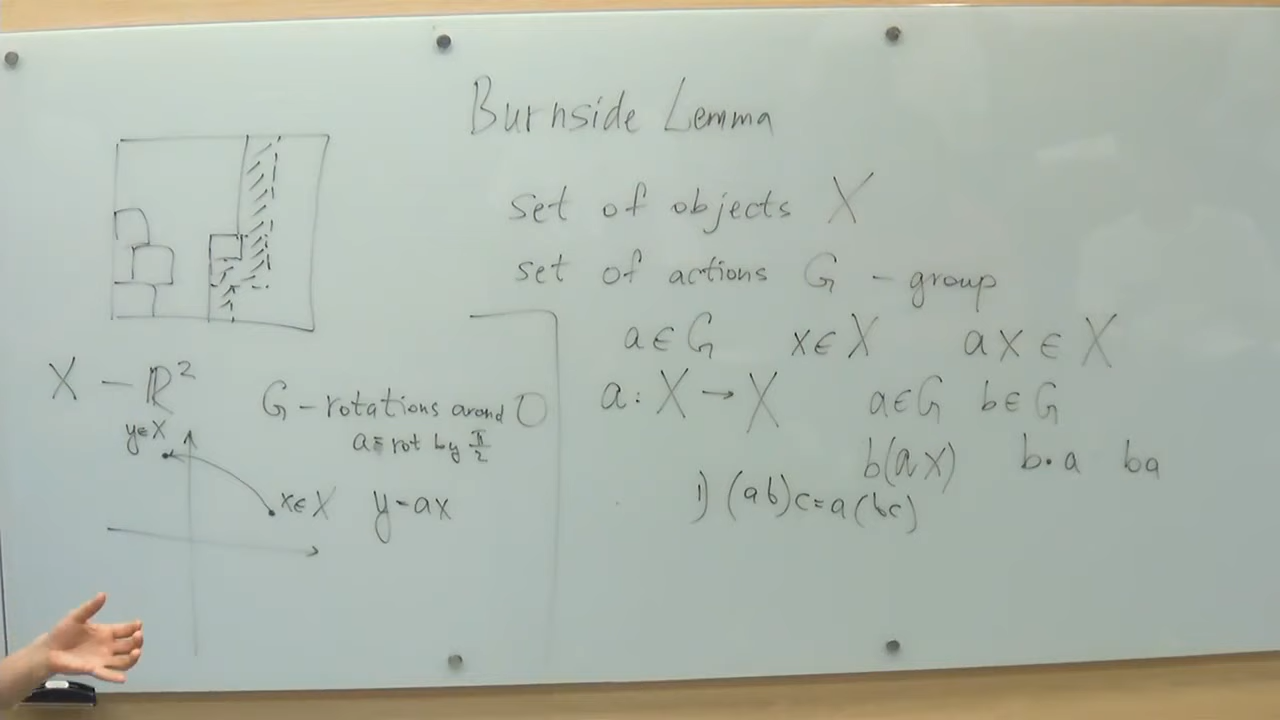 Burnside Lemma
set of objects X
set of actions G – group
a ∈ G x ∈ X ax ∈ X
a : X → X a ∈ G b ∈ G
b(ax) b·a ba
1) (ab)c = a(bc)
X – ℝ²
G – rotations around O
a = rot by π/2
y ∈ X
x ∈ X y = ax